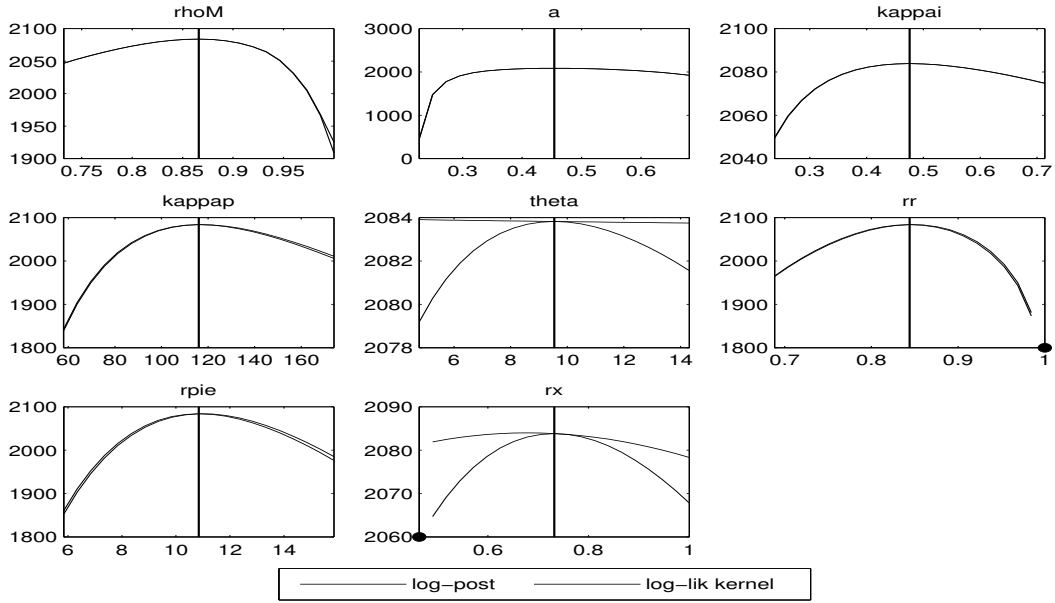 rhoM
2100
2050
2000
1950
1900
0.75 0.8 0.85 0.9 0.95
a
3000
2000
1000
0
0.3 0.4 0.5 0.6
kappai
2100
2080
2060
2040
0.3 0.4 0.5 0.6 0.7
kappap
2100
2000
1900
1800
60 80 100 120 140 160
theta
2084
2082
2080
2078
6 8 10 12 14
rr
2100
2000
1900
1800
0.7 0.8 0.9 1
rpie
2100
2000
1900
1800
6 8 10 12 14
rx
2090
2080
2070
2060
0.6 0.8 1
log−post log−lik kernel